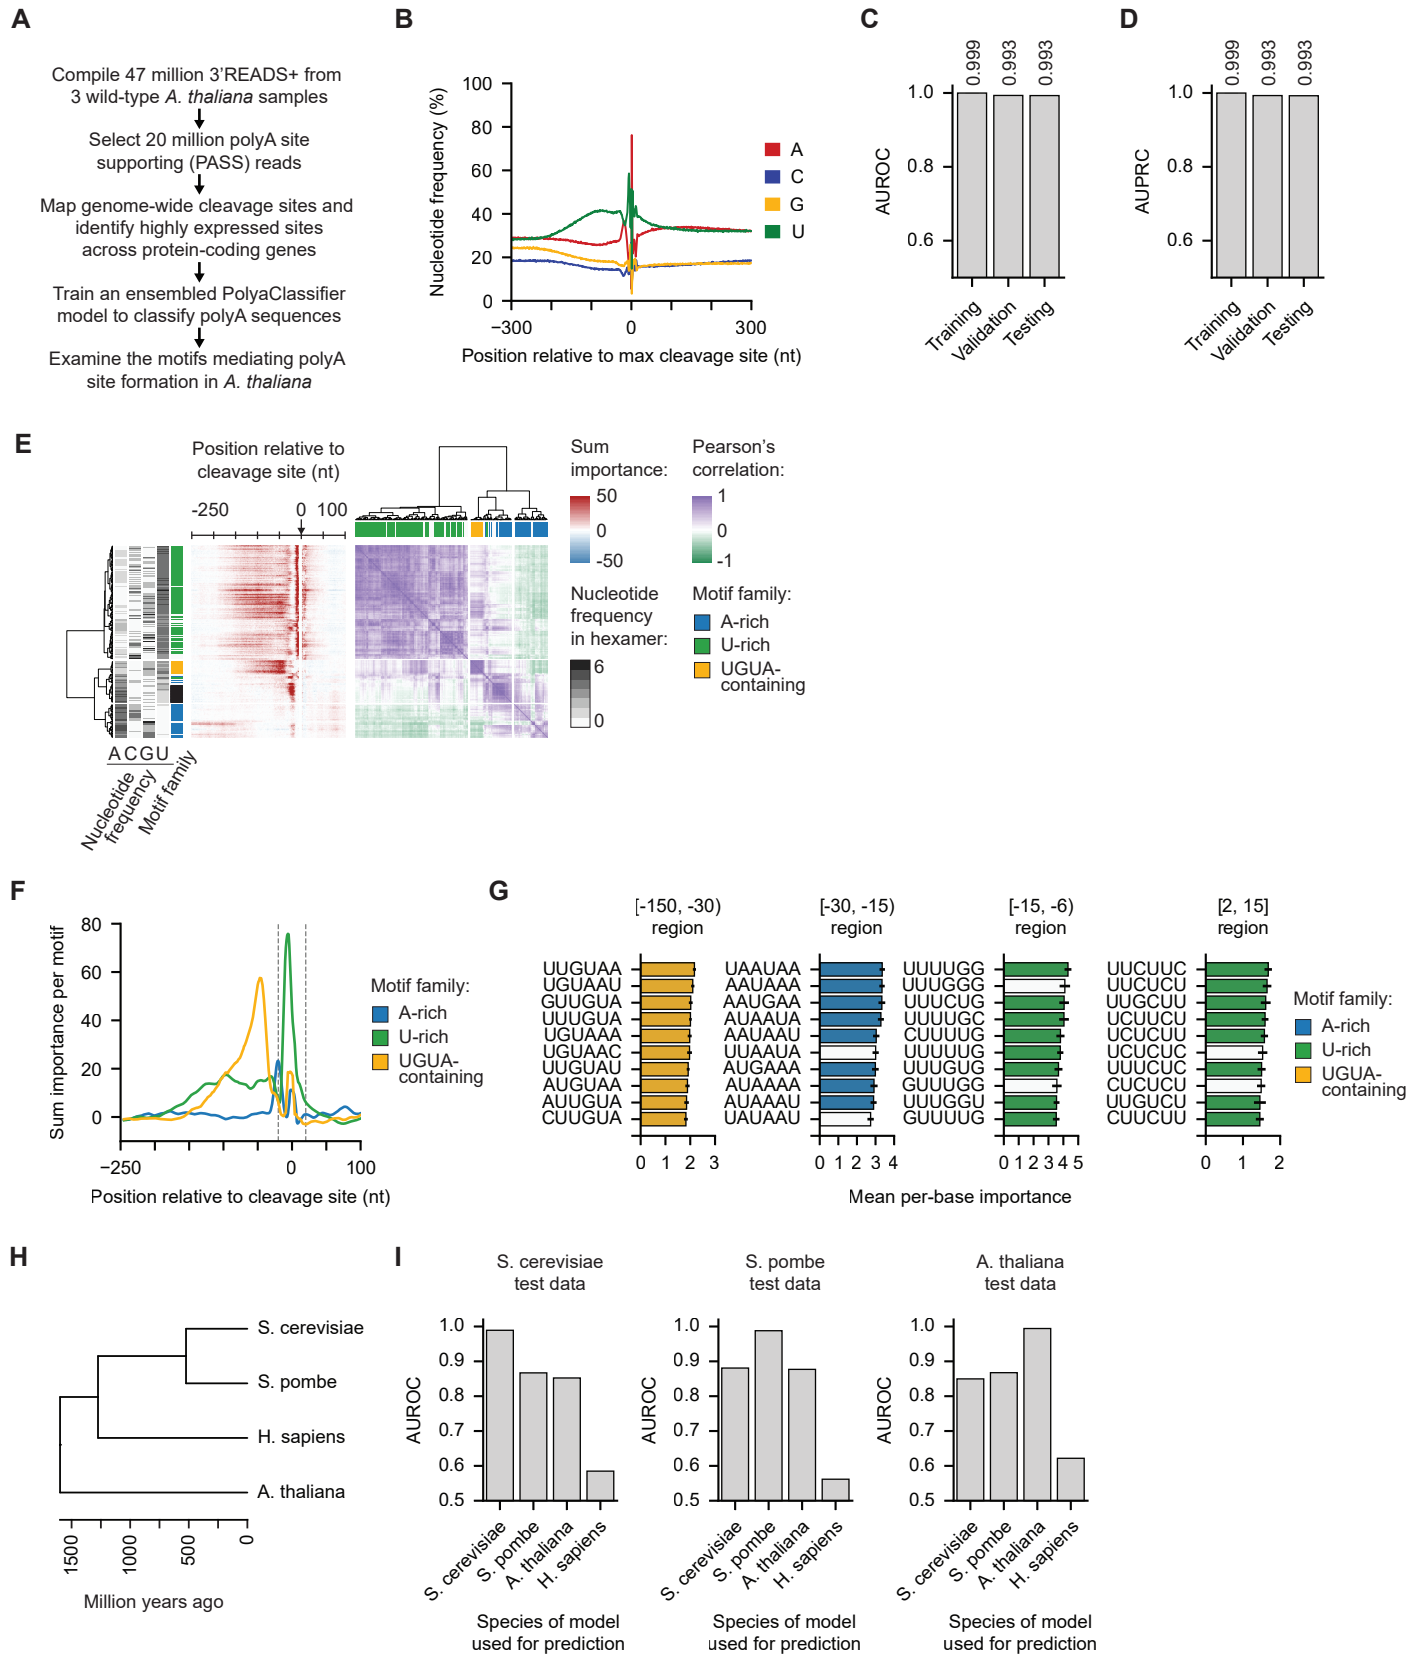 A
Compile 47 million 3'READS+ from
3 wild-type A. thaliana samples
Select 20 million polyA site
supporting (PASS) reads
Map genome-wide cleavage sites and
identify highly expressed sites
across protein-coding genes
Train an ensembled PolyaClassifier
model to classify polyA sequences
Examine the motifs mediating polyA
site formation in A. thaliana
B
Nucleotide frequency (%)
100
80
60
40
20
0
−300
0
300
Position relative to max cleavage site (nt)
A
C
G
U
C
0.999
0.993
0.993
AUROC
1.0
0.8
0.6
Training
Validation
Testing
D
0.999
0.993
0.993
AUPRC
1.0
0.8
0.6
Training
Validation
Testing
E
Position relative to
cleavage site (nt)
-250
0
100
A C G U
Nucleotide
frequency
Motif family
Sum
importance:
50
0
-50
Nucleotide
frequency
in hexamer:
6
0
Pearson's
correlation:
1
0
-1
Motif family:
A-rich
U-rich
UGUA-
containing
F
Sum importance per motif
80
60
40
20
0
−250
0
100
Position relative to cleavage site (nt)
Motif family:
A-rich
U-rich
UGUA-
containing
G
[-150, -30)
region
UUGUAA
UGUAAU
GUUGUA
UUUGUA
UGUAAA
UGUAAC
UUGUAU
AUGUAA
AUUGUA
CUUGUA
0 1 2 3
[-30, -15)
region
UAAUAA
AAUAAA
AAUGAA
AUAAUA
AAUAAU
UUAAUA
AUGAAA
AUAAAA
AUAAAU
UAUAAU
0 1 2 3 4
[-15, -6)
region
UUUUGG
UUUGGG
UUUCUG
UUUUGC
CUUUUG
UUUUUG
UUUGUG
GUUUGG
UUUGGU
GUUUUG
0 1 2 3 4 5
[2, 15]
region
UUCUUC
UUCUCU
UUGCUU
UCUUCU
UCUUCU
UCUCUC
UUCUUC
CUCUCU
UUGUCU
CUUCUU
0 1 2
Mean per-base importance
Motif family:
A-rich
U-rich
UGUA-
containing
H
S. cerevisiae
S. pombe
H. sapiens
A. thaliana
1500
1000
500
0
Million years ago
I
S. cerevisiae
test data
AUROC
1.0
0.9
0.8
0.7
0.6
0.5
S. cerevisiae
S. pombe
A. thaliana
H. sapiens
Species of model
used for prediction
S. pombe
test data
AUROC
1.0
0.9
0.8
0.7
0.6
0.5
S. cerevisiae
S. pombe
A. thaliana
H. sapiens
Species of model
used for prediction
A. thaliana
test data
AUROC
1.0
0.9
0.8
0.7
0.6
0.5
S. cerevisiae
S. pombe
A. thaliana
H. sapiens
Species of model
used for prediction